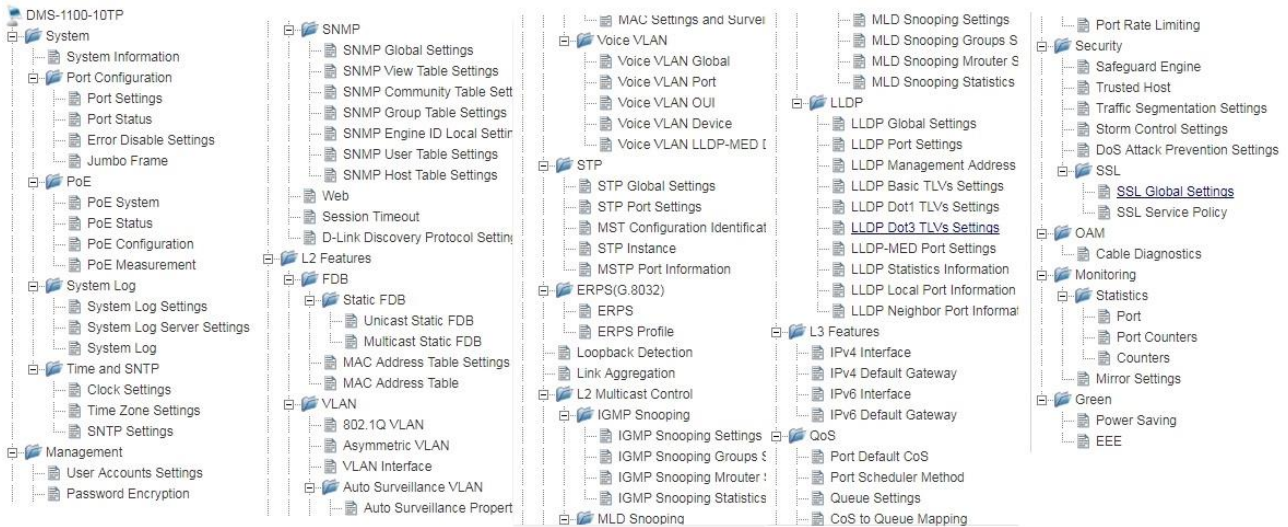 DMS-1100-10TP
System
System Information
Port Configuration
Port Settings
Port Status
Error Disable Settings
Jumbo Frame
PoE
PoE System
PoE Status
PoE Configuration
PoE Measurement
System Log
System Log Settings
System Log Server Settings
System Log
Time and SNTP
Clock Settings
Time Zone Settings
SNTP Settings
Management
User Accounts Settings
Password Encryption
SNMP
SNMP Global Settings
SNMP View Table Settings
SNMP Community Table Sett
SNMP Group Table Settings
SNMP Engine ID Local Settin
SNMP User Table Settings
SNMP Host Table Settings
Web
Session Timeout
D-Link Discovery Protocol Setting
L2 Features
FDB
Static FDB
Unicast Static FDB
Multicast Static FDB
MAC Address Table Settings
MAC Address Table
VLAN
802.1Q VLAN
Asymmetric VLAN
VLAN Interface
Auto Surveillance VLAN
Auto Surveillance Propert
MAC Settings and Survei
Voice VLAN
Voice VLAN Global
Voice VLAN Port
Voice VLAN OUI
Voice VLAN Device
Voice VLAN LLDP-MED D
STP
STP Global Settings
STP Port Settings
MST Configuration Identificat
STP Instance
MSTP Port Information
ERPS(G.8032)
ERPS
ERPS Profile
Loopback Detection
Link Aggregation
L2 Multicast Control
IGMP Snooping
IGMP Snooping Settings
IGMP Snooping Groups S
IGMP Snooping Mrouter S
IGMP Snooping Statistics
MLD Snooping
MLD Snooping Settings
MLD Snooping Groups S
MLD Snooping Mrouter S
MLD Snooping Statistics
LLDP
LLDP Global Settings
LLDP Port Settings
LLDP Management Address
LLDP Basic TLVs Settings
LLDP Dot1 TLVs Settings
LLDP Dot3 TLVs Settings
LLDP-MED Port Settings
LLDP Statistics Information
LLDP Local Port Information
LLDP Neighbor Port Informat
L3 Features
IPv4 Interface
IPv4 Default Gateway
IPv6 Interface
IPv6 Default Gateway
QoS
Port Default CoS
Port Scheduler Method
Queue Settings
CoS to Queue Mapping
Port Rate Limiting
Security
Safeguard Engine
Trusted Host
Traffic Segmentation Settings
Storm Control Settings
DoS Attack Prevention Settings
SSL
SSL Global Settings
SSL Service Policy
OAM
Cable Diagnostics
Monitoring
Statistics
Port
Port Counters
Counters
Mirror Settings
Green
Power Saving
EEE